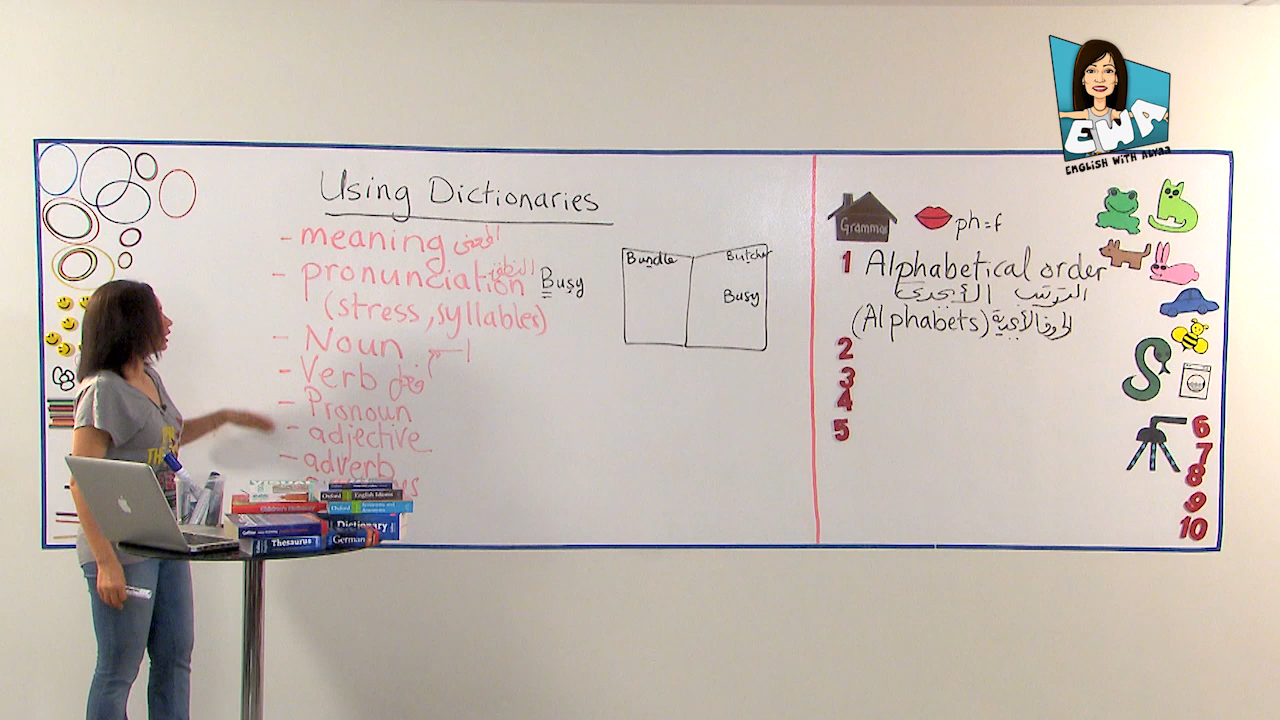 EWA
ENGLISH WITH ALYAA
Using Dictionaries
- meaning المعنى
- pronunciation النطق Busy
(stress, syllables)
- Noun اسم
- Verb فعل
- Pronoun
- adjective
- adverb
Bundle Butcher
Busy
Grammar
ph=f
1 Alphabetical order
الترتيب الأبجدي
(Alphabets) الحروف الأبجدية
2
3
4
5
6
7
8
9
10
Oxford English Idioms
Oxford
Dictionary
Thesaurus
German